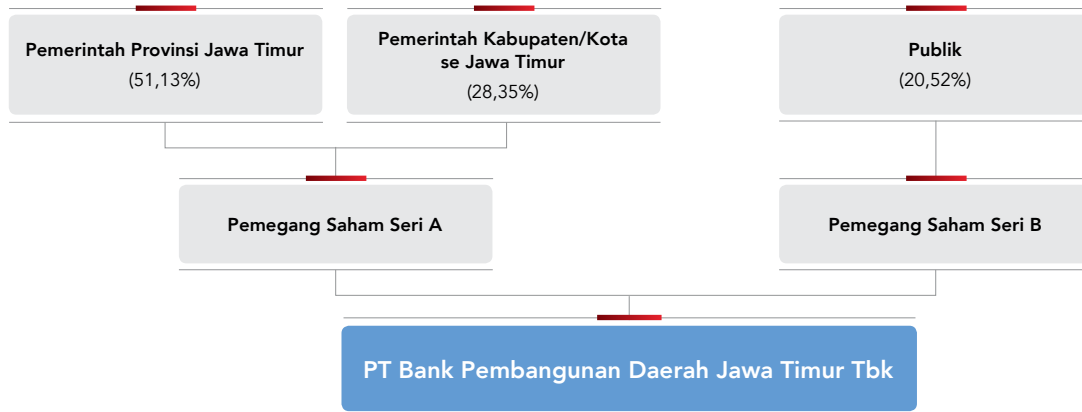 Pemerintah Provinsi Jawa Timur
(51,13%)
Pemerintah Kabupaten/Kota
se Jawa Timur
(28,35%)
Publik
(20,52%)
Pemegang Saham Seri A
Pemegang Saham Seri B
PT Bank Pembangunan Daerah Jawa Timur Tbk